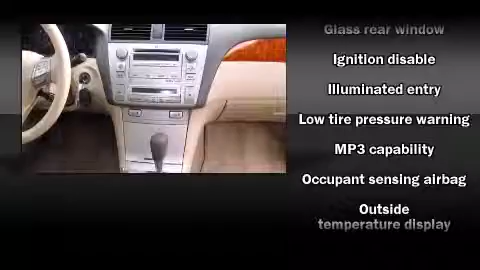 Glass rear window
Ignition disable
Illuminated entry
Low tire pressure warning
MP3 capability
Occupant sensing airbag
Outside
temperature display